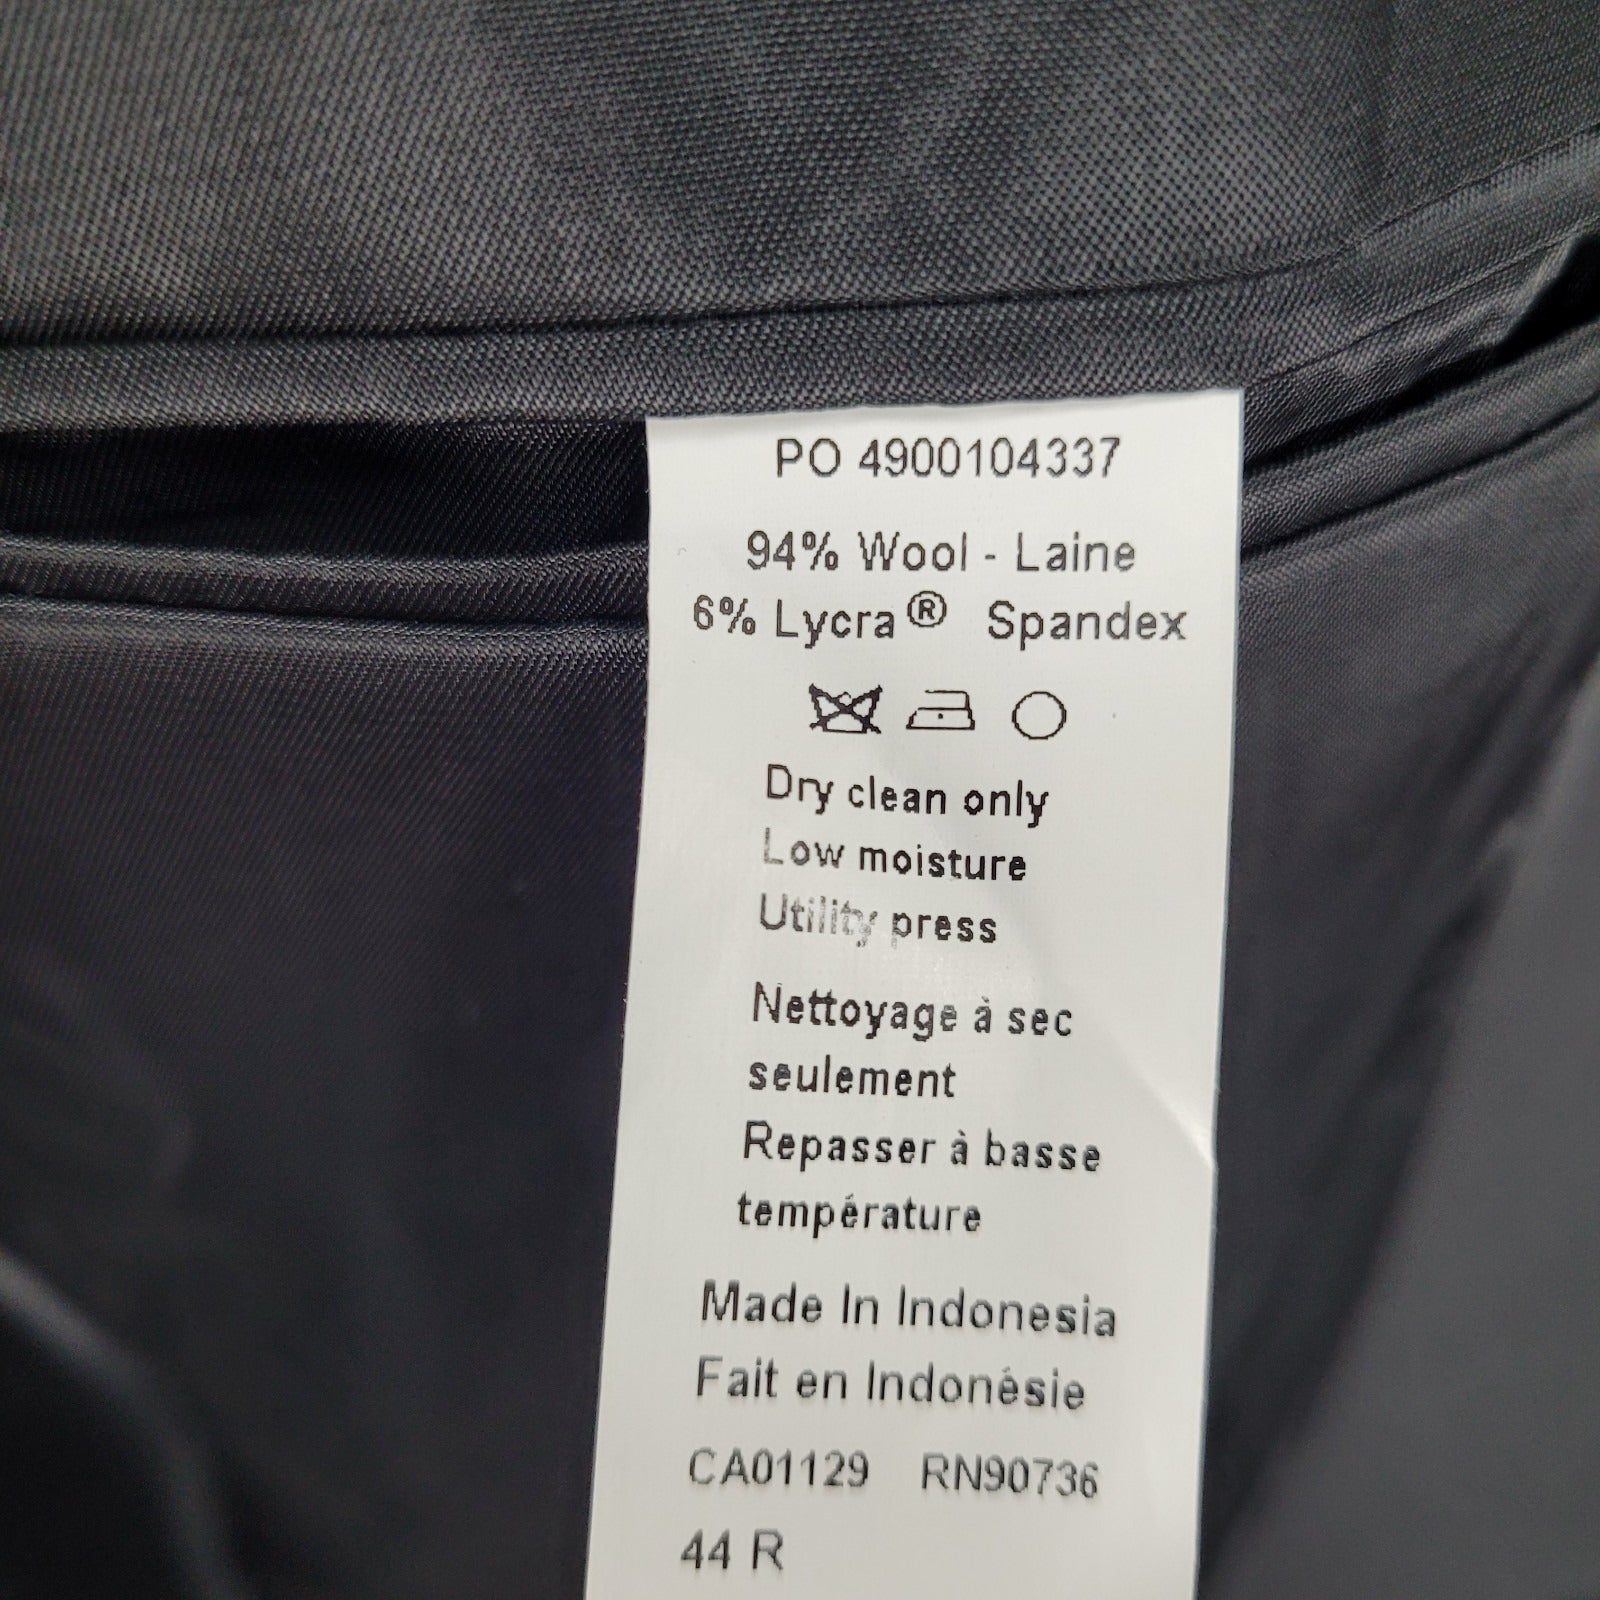 PO 4900104337
94% Wool - Laine
6% Lycra® Spandex
Dry clean only
Low moisture
Utility press
Nettoyage à sec
seulement
Repasser à basse
température
Made In Indonesia
Fait en Indonésie
CA01129 RN90736
44 R